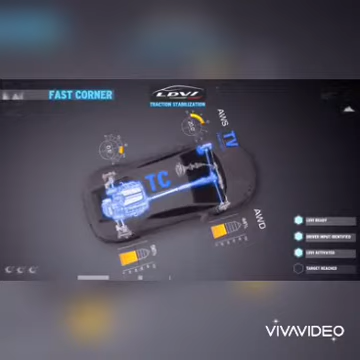 FAST CORNER
LDVI
TRACTION STABILIZATION
AWS
TV
TC
AWD
LDVI READY
DRIVER INPUT IDENTIFIED
LDVI ACTIVATED
TARGET REACHED
VIVAVIDEO